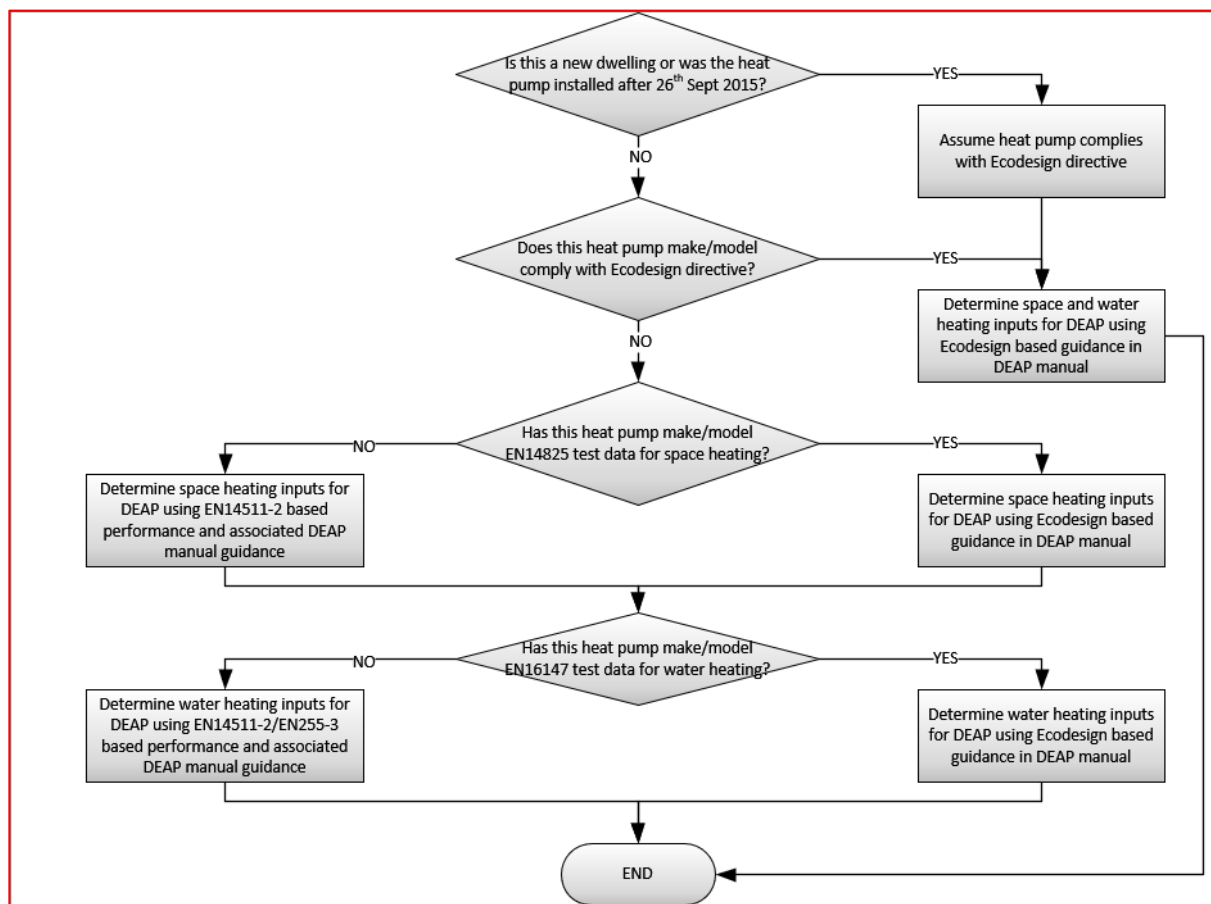 Is this a new dwelling or was the heat
pump installed after 26th Sept 2015?
YES
Assume heat pump complies
with Ecodesign directive
NO
Does this heat pump make/model
comply with Ecodesign directive?
YES
Determine space and water
heating inputs for DEAP using
Ecodesign based guidance in
DEAP manual
NO
Has this heat pump make/model
EN14825 test data for space heating?
NO
YES
Determine space heating inputs for
DEAP using EN14511-2 based
performance and associated DEAP
manual guidance
Determine space heating inputs
for DEAP using Ecodesign based
guidance in DEAP manual
Has this heat pump make/model
EN16147 test data for water heating?
NO
YES
Determine water heating inputs for
DEAP using EN14511-2/EN255-3
based performance and associated
DEAP manual guidance
Determine water heating inputs
for DEAP using Ecodesign based
guidance in DEAP manual
END